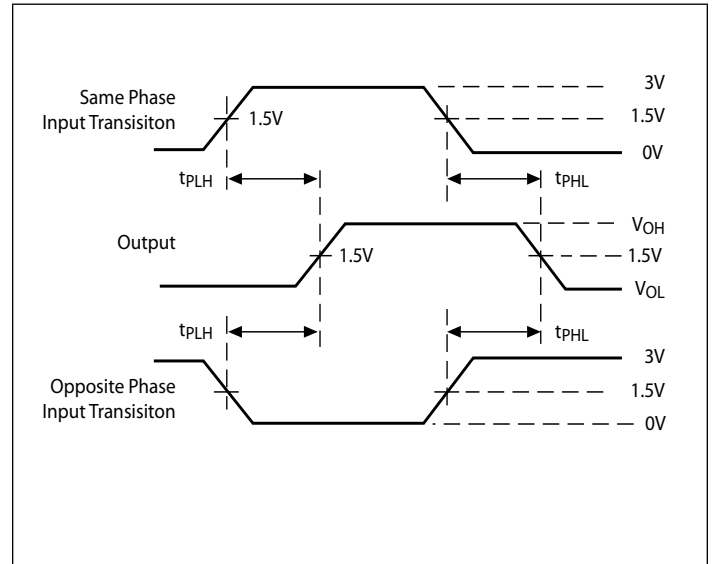 3V
Same Phase
Input Transisiton
1.5V
1.5V
0V
tPLH
tPHL
VOH
Output
1.5V
1.5V
VOL
tPLH
tPHL
3V
Opposite Phase
Input Transisiton
1.5V
0V